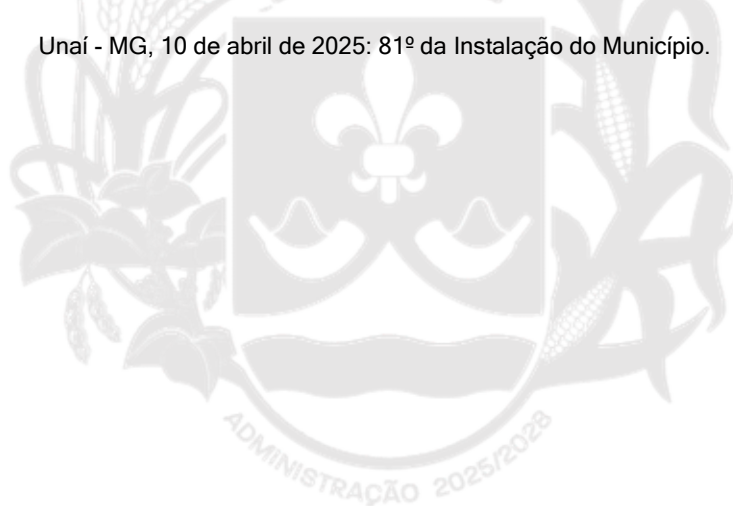 Unaí - MG, 10 de abril de 2025: 81º da Instalação do Município.
ADMINISTRAÇÃO 2025/2028